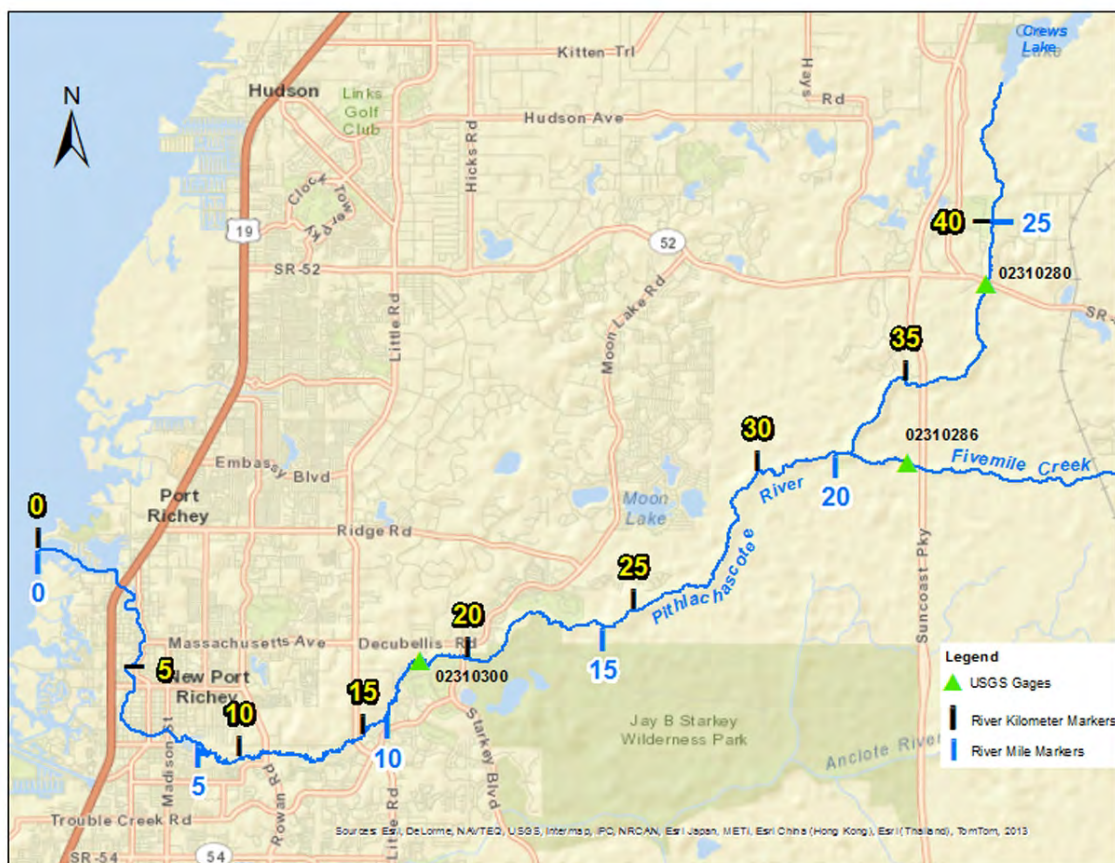 Crews
Lake
Kitten Trl
Hays
Rd
Hudson
Links
Golf
Club
Hudson Ave
Hicks Rd
N
Clock Tower Pky
19
40
25
52
SR-52
02310280
Little Rd
Moon Lake Rd
35
30
02310286
Embassy Blvd
Fivemile Creek
Port
Richey
River
20
0
Moon
Lake
Ridge Rd
Suncoast Pky
0
25
Pithlachascotee
20
Massachusetts Ave
Decubellis Rd
15
5
New Port
Richey
02310300
Legend
USGS Gages
15
10
River Kilometer Markers
Starkey Blvd
Jay B Starkey
Wilderness Park
Madison St
10
Anclote River
River Mile Markers
5
Rowan Rd
Little Rd
Trouble Creek Rd
Sources: Esri, DeLorme, NAVTEQ, USGS, Intermap, iPC, NRCAN, Esri Japan, METI, Esri China (Hong Kong), Esri (Thailand), TomTom, 2013
SR-54
54